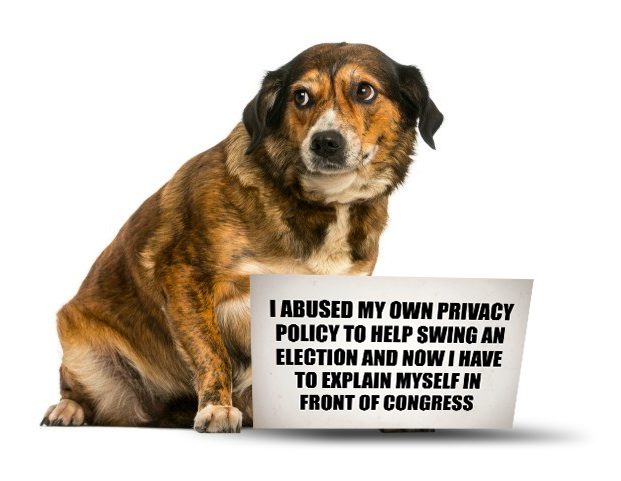 I ABUSED MY OWN PRIVACY
POLICY TO HELP SWING AN
ELECTION AND NOW I HAVE
TO EXPLAIN MYSELF IN
FRONT OF CONGRESS